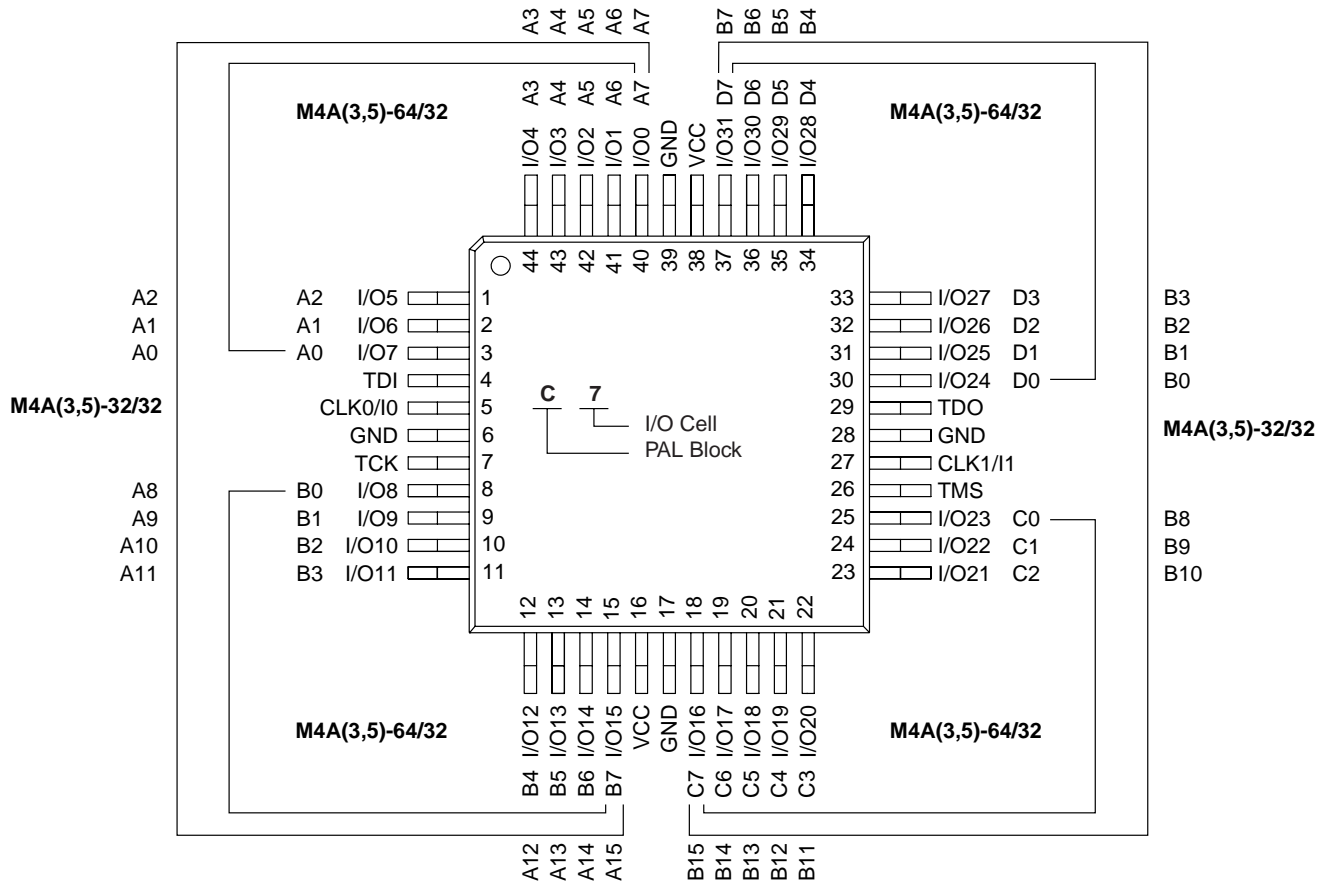 A3 A4 A5 A6 A7 B7 B6 B5 B4
A3 A4 A5 A6 A7 D7 D6 D5 D4
M4A(3,5)-64/32 M4A(3,5)-64/32
I/O4 I/O3 I/O2 I/O1 I/O0 GND VCC I/O31 I/O30 I/O29 I/O28
44 43 42 41 40 39 38 37 36 35 34
A2 A2 I/O5 1 33 I/O27 D3 B3
A1 A1 I/O6 2 32 I/O26 D2 B2
A0 A0 I/O7 3 31 I/O25 D1 B1
TDI 4 30 I/O24 D0 B0
M4A(3,5)-32/32 CLK0/I0 5 C 7 29 TDO M4A(3,5)-32/32
GND 6 I/O Cell 28 GND
PAL Block
TCK 7 27 CLK1/I1
A8 B0 I/O8 8 26 TMS
A9 B1 I/O9 9 25 I/O23 C0 B8
A10 B2 I/O10 10 24 I/O22 C1 B9
A11 B3 I/O11 11 23 I/O21 C2 B10
12 13 14 15 16 17 18 19 20 21 22
I/O12 I/O13 I/O14 I/O15 VCC GND I/O16 I/O17 I/O18 I/O19 I/O20
M4A(3,5)-64/32 M4A(3,5)-64/32
B4 B5 B6 B7 C7 C6 C5 C4 C3
A12 A13 A14 A15 B15 B14 B13 B12 B11